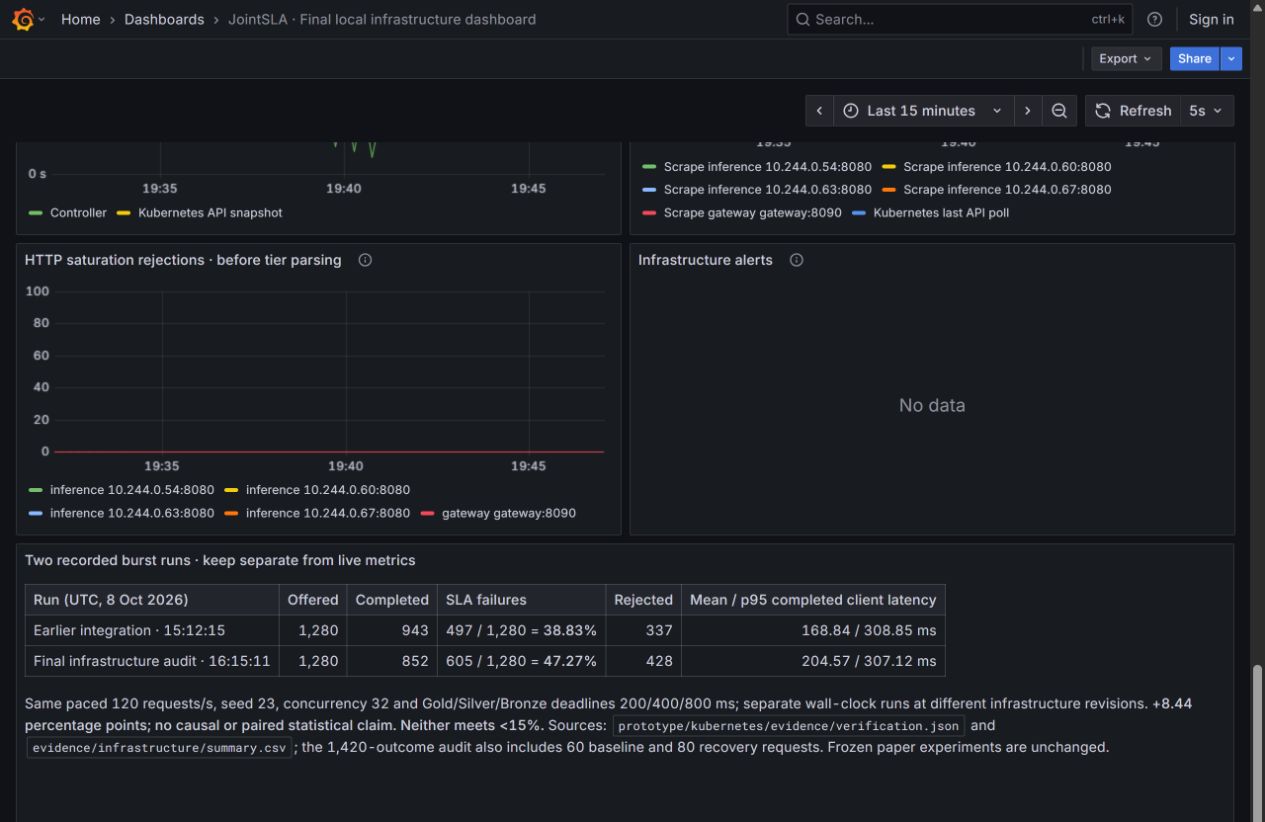 Home › Dashboards › JointSLA · Final local infrastructure dashboard
Search... ctrl+k
Sign in
Export
Share
Last 15 minutes
Refresh
5s
0 s
19:35 19:40 19:45
Controller Kubernetes API snapshot
19:35 19:40 19:45
Scrape inference 10.244.0.54:8080 Scrape inference 10.244.0.60:8080
Scrape inference 10.244.0.63:8080 Scrape inference 10.244.0.67:8080
Scrape gateway gateway:8090 Kubernetes last API poll
HTTP saturation rejections · before tier parsing
100
80
60
40
20
0
19:35 19:40 19:45
inference 10.244.0.54:8080 inference 10.244.0.60:8080
inference 10.244.0.63:8080 inference 10.244.0.67:8080 gateway gateway:8090
Infrastructure alerts
No data
Two recorded burst runs · keep separate from live metrics
Run (UTC, 8 Oct 2026) Offered Completed SLA failures Rejected Mean / p95 completed client latency
Earlier integration · 15:12:15 1,280 943 497 / 1,280 = 38.83% 337 168.84 / 308.85 ms
Final infrastructure audit · 16:15:11 1,280 852 605 / 1,280 = 47.27% 428 204.57 / 307.12 ms
Same paced 120 requests/s, seed 23, concurrency 32 and Gold/Silver/Bronze deadlines 200/400/800 ms; separate wall-clock runs at different infrastructure revisions. +8.44
percentage points; no causal or paired statistical claim. Neither meets <15%. Sources: prototype/kubernetes/evidence/verification.json and
evidence/infrastructure/summary.csv ; the 1,420-outcome audit also includes 60 baseline and 80 recovery requests. Frozen paper experiments are unchanged.